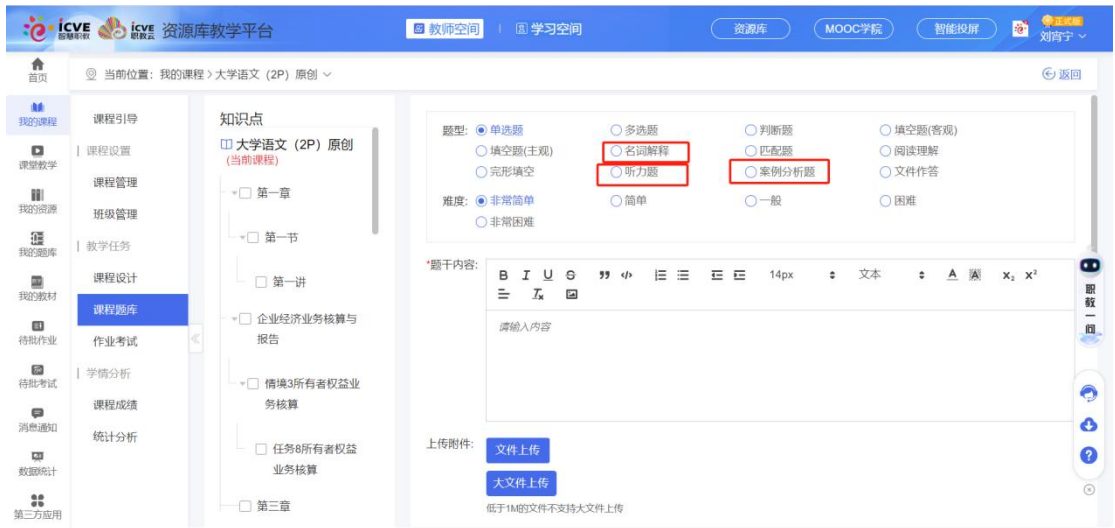 icve 智慧职教 icve 职教云 资源库教学平台 教师空间 学习空间 资源库 MOOC学院 智能投屏 正式版 刘宵宁
首页
当前位置：我的课程 > 大学语文（2P）原创 返回
我的课程
课堂教学
我的资源
我的题库
我的教材
待批作业
待批考试
消息通知
数据统计
第三方应用
课程引导
课程设置
课程管理
班级管理
教学任务
课程设计
课程题库
作业考试
学情分析
课程成绩
统计分析
知识点
大学语文（2P）原创
(当前课程)
第一章
第一节
第一讲
企业经济业务核算与
报告
情境3所有者权益业
务核算
任务8所有者权益
业务核算
第三章
题型: 单选题 多选题 判断题 填空题(客观)
填空题(主观) 名词解释 匹配题 阅读理解
完形填空 听力题 案例分析题 文件作答
难度: 非常简单 简单 一般 困难
非常困难
*题干内容:
B I U S 14px 文本 A A X₂ X²
Tx
请输入内容
上传附件: 文件上传
大文件上传
低于1M的文件不支持大文件上传
职教一问